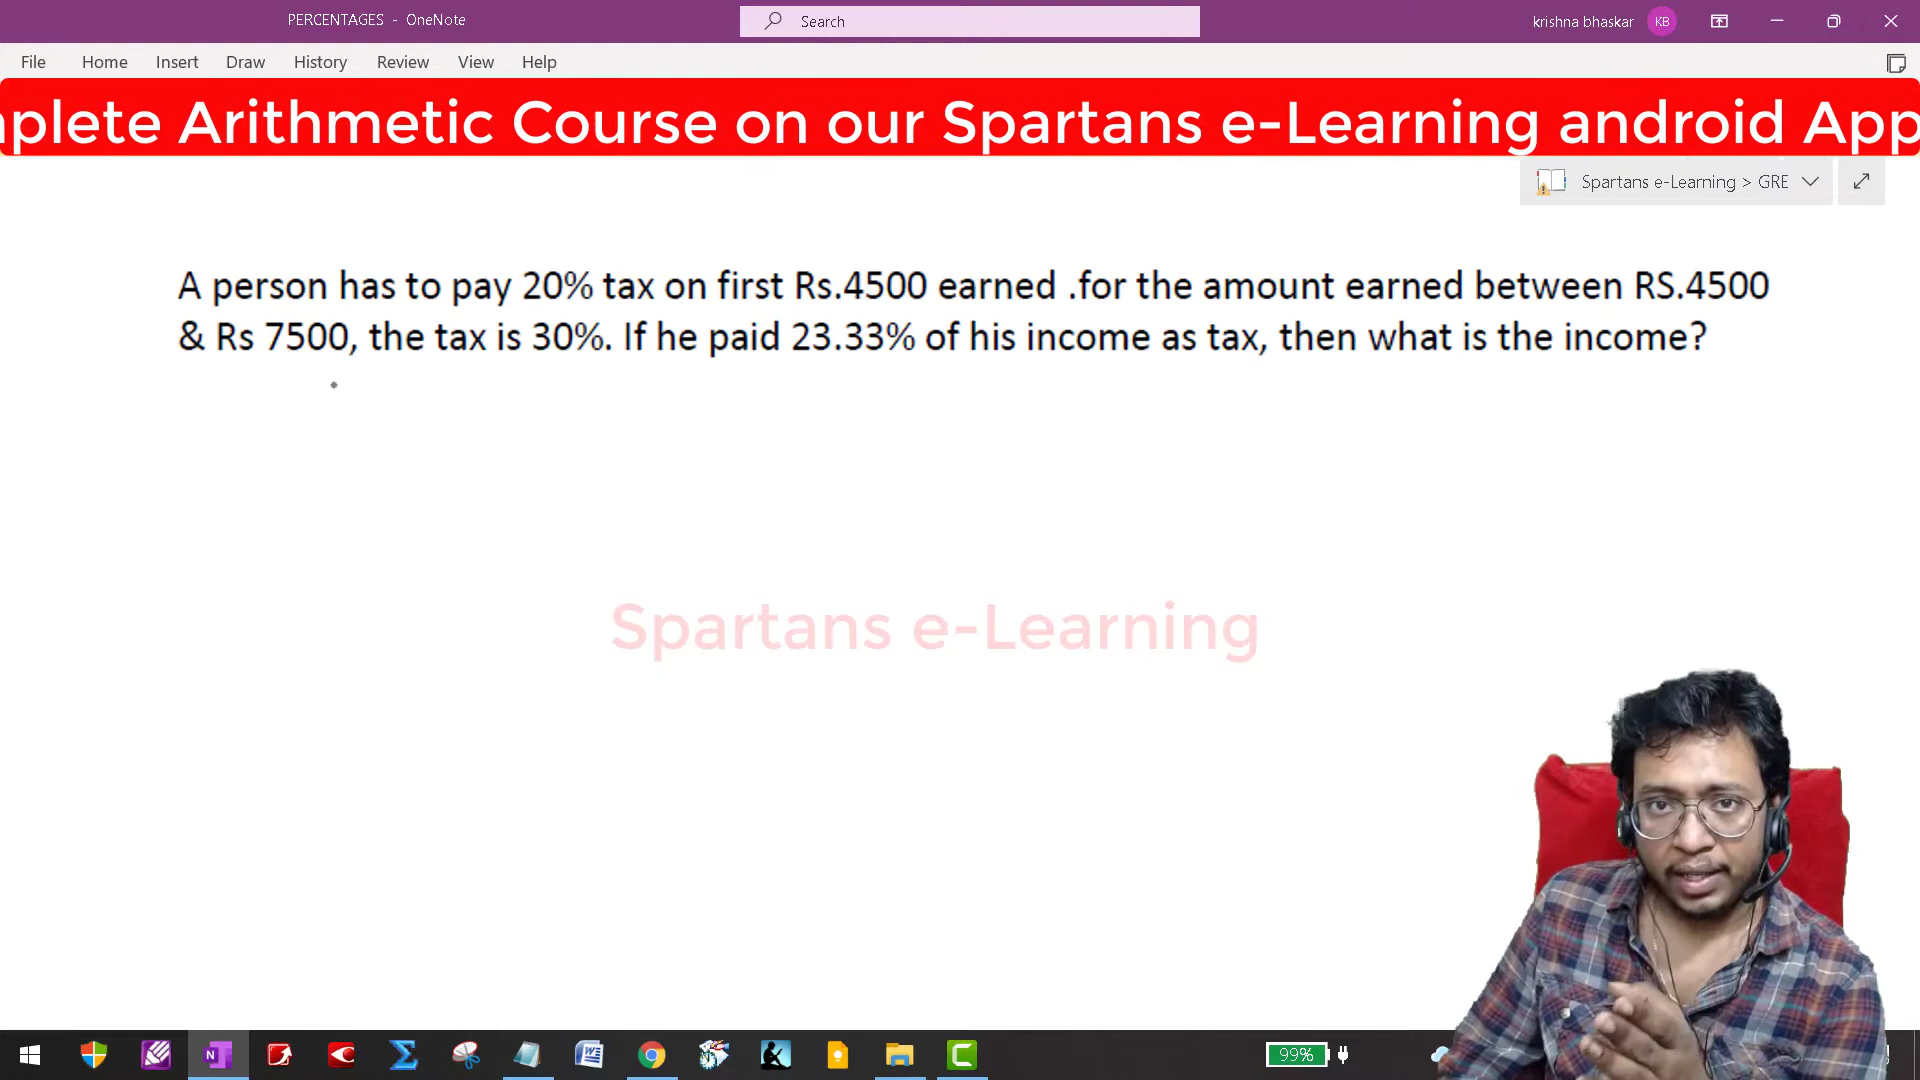 PERCENTAGES - OneNote
Search
krishna bhaskar KB
File Home Insert Draw History Review View Help
Arithmetic Course on our Spartans e-Learning android App
Spartans e-Learning > GRE
A person has to pay 20% tax on first Rs.4500 earned .for the amount earned between RS.4500
& Rs 7500, the tax is 30%. If he paid 23.33% of his income as tax, then what is the income?
Spartans e-Learning
99%